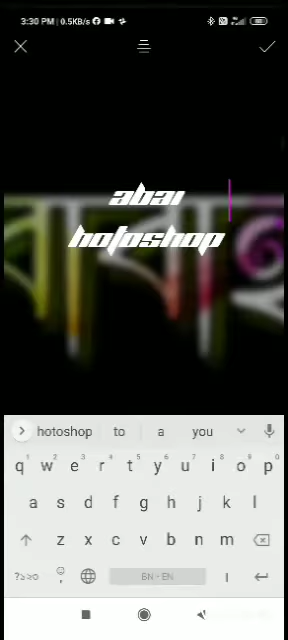 3:30 PM | 0.5KB/s
abai
hotoshop
hotoshop to a you
q w e r t y u i o p
a s d f g h j k l
z x c v b n m
BN - EN